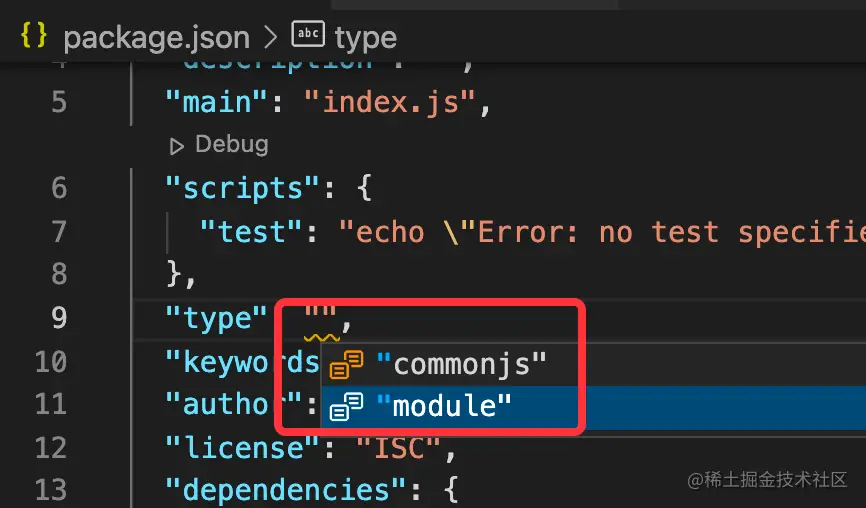 {} package.json > abc type
4 "description": "",
5 "main": "index.js",
Debug
6 "scripts": {
7 "test": "echo \"Error: no test specifie
8 },
9 "type" "",
"commonjs"
"module"
10 "keywords
11 "author":
12 "license": "ISC",
13 "dependencies": {
@稀土掘金技术社区